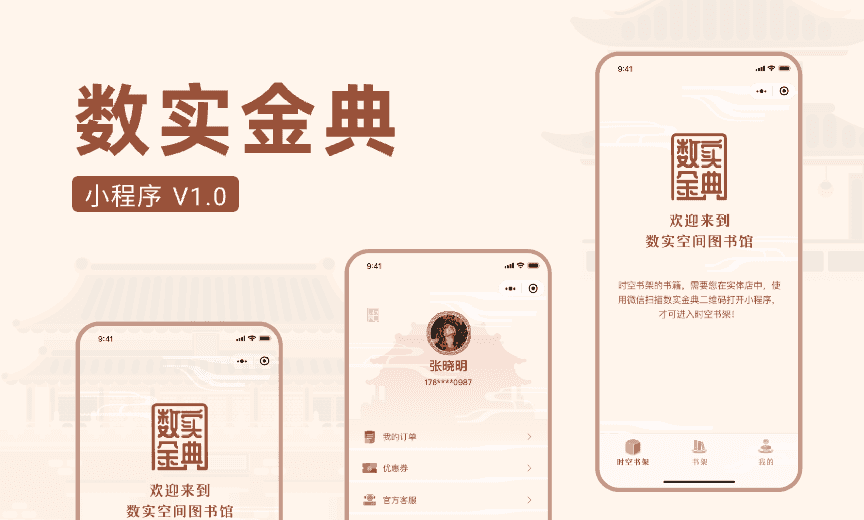 数实金典
小程序 V1.0
9:41
数实
金典
欢迎来到
数实空间图书馆
时空书架的书籍，需要您在实体店中，使
用微信扫描数实金典二维码打开小程序，
才可进入时空书架！
时空书架
书架
我的
9:41
数实
金典
张晓明
176****0987
我的订单
优惠券
官方客服
9:41
数实
金典
欢迎来到
数实空间图书馆